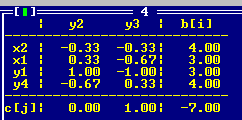 4
y2 y3 b[i]
x2 -0.33 -0.33 4.00
x1 0.33 -0.67 3.00
y1 1.00 -1.00 3.00
y4 -0.67 0.33 4.00
c[j] 0.00 1.00 -7.00